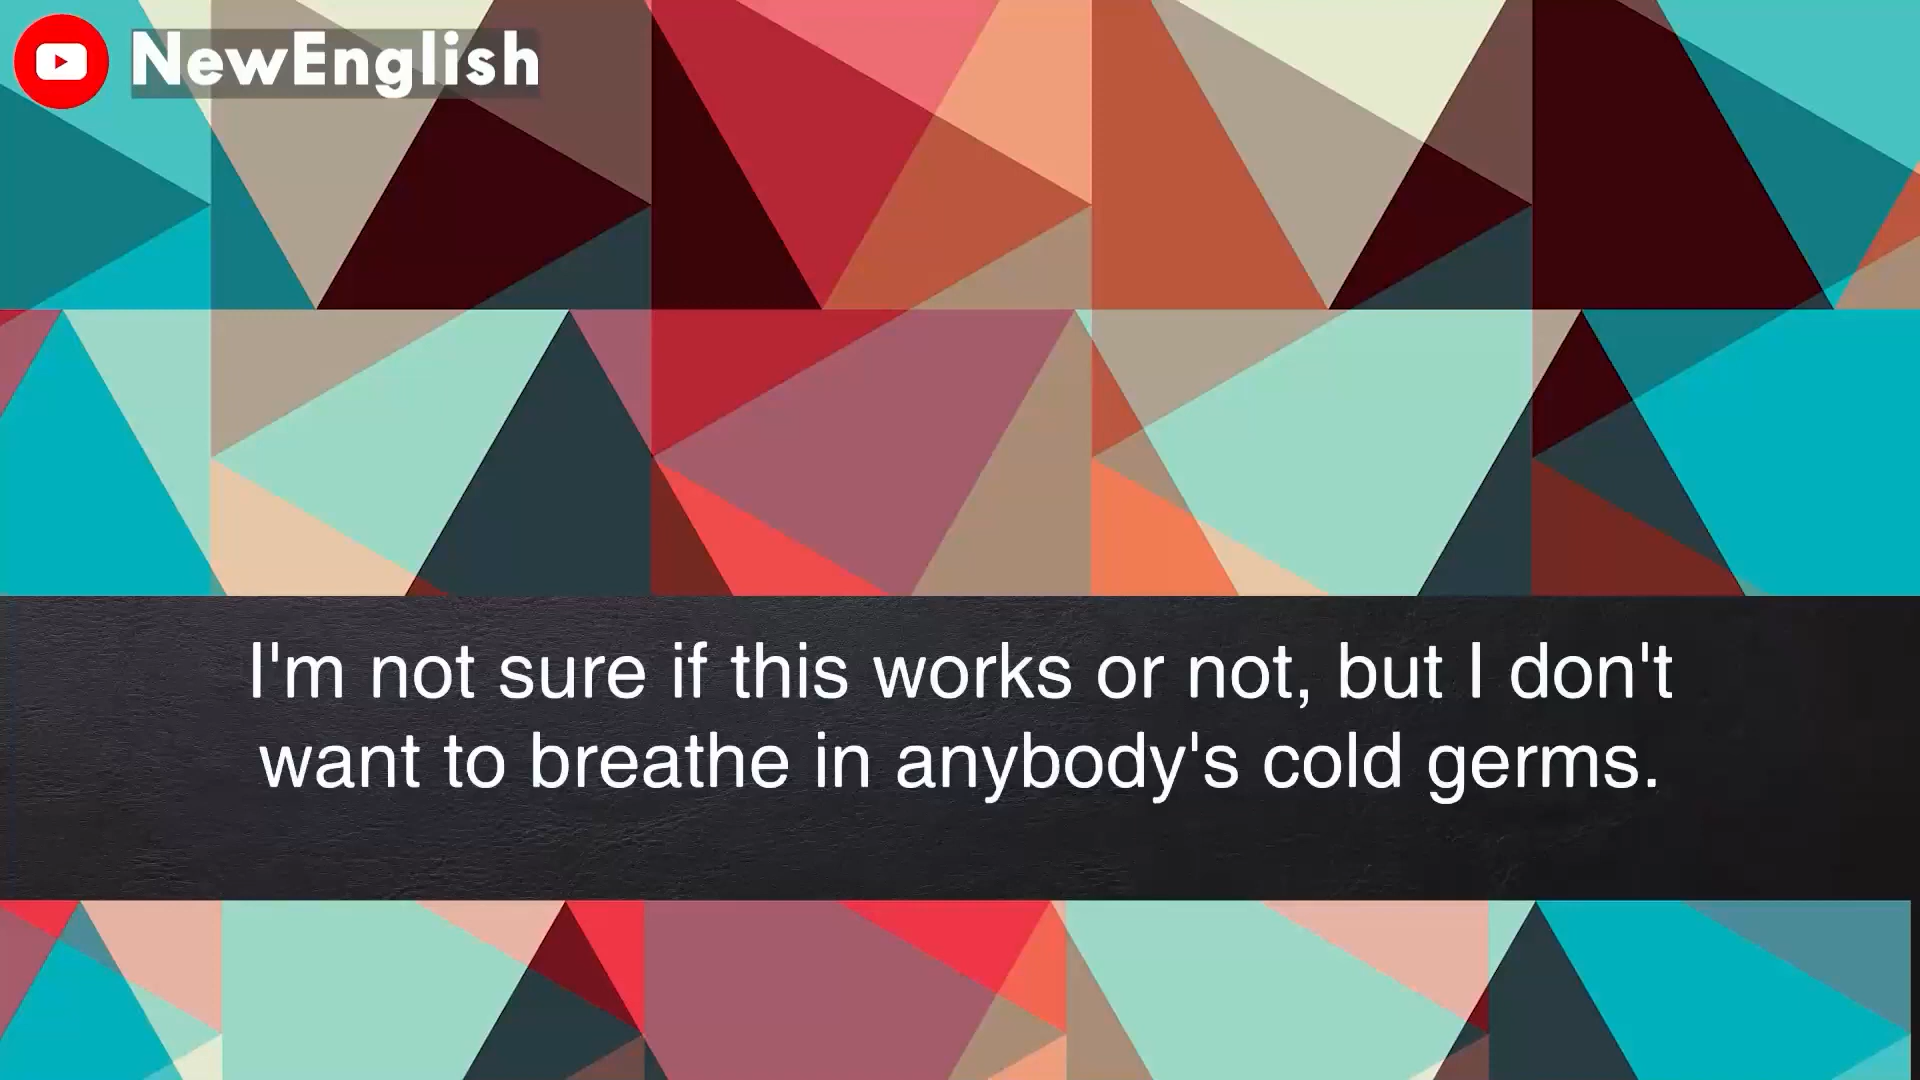 NewEnglish
I'm not sure if this works or not, but I don't
want to breathe in anybody's cold germs.